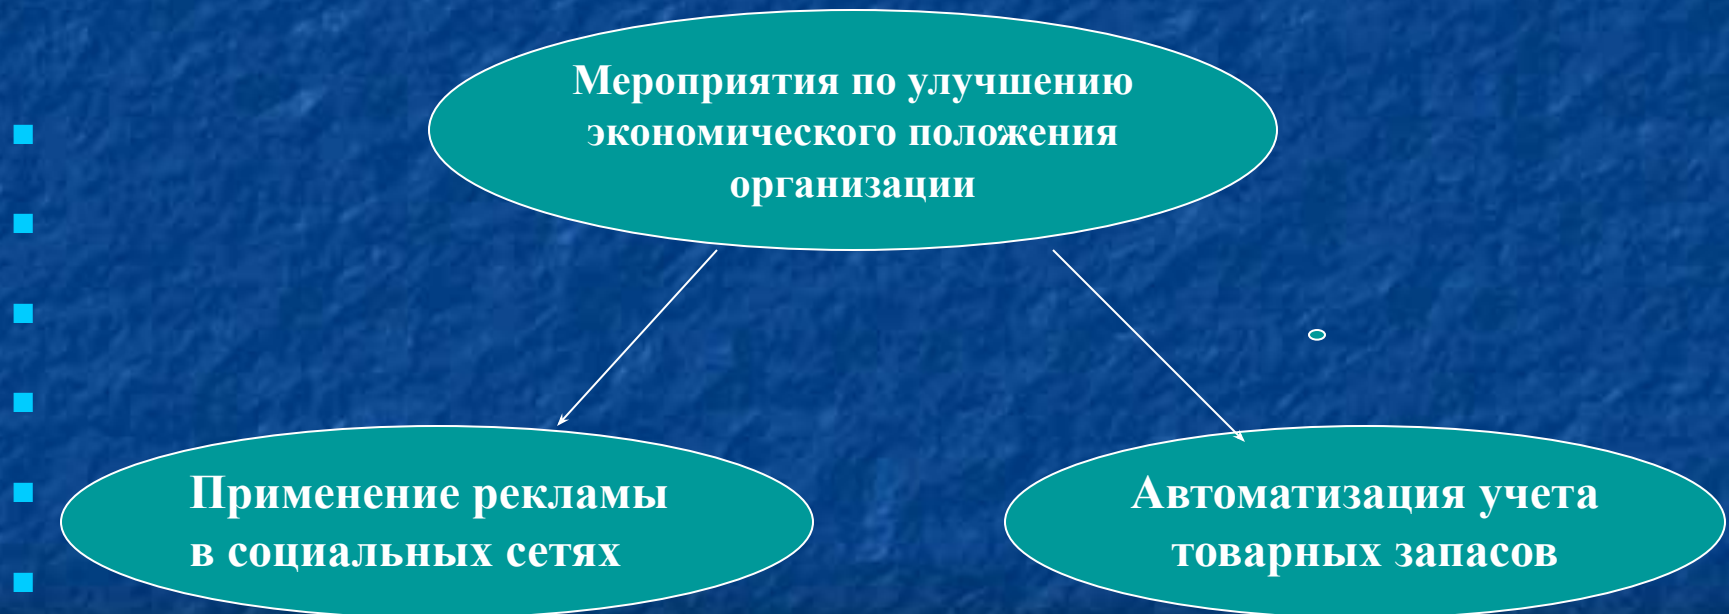 Мероприятия по улучшению
экономического положения
организации
Применение рекламы
в социальных сетях
Автоматизация учета
товарных запасов